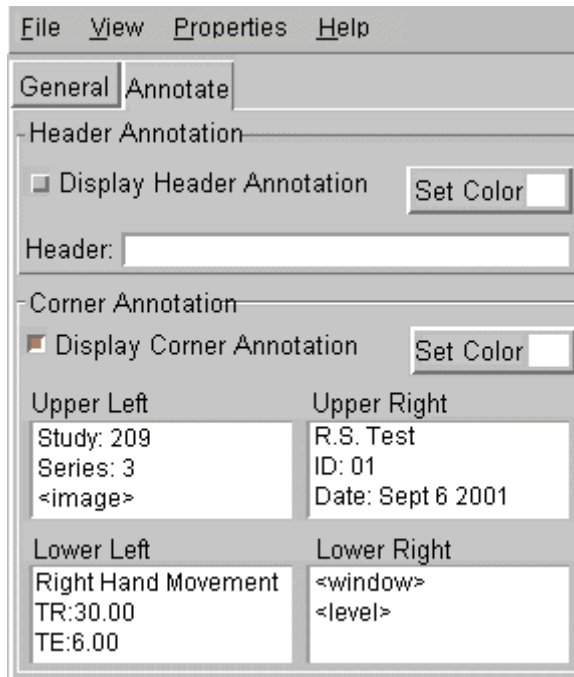 File View Properties Help
General Annotate
Header Annotation
Display Header Annotation Set Color
Header:
Corner Annotation
Display Corner Annotation Set Color
Upper Left
Study: 209
Series: 3
<image>
Upper Right
R.S. Test
ID: 01
Date: Sept 6 2001
Lower Left
Right Hand Movement
TR:30.00
TE:6.00
Lower Right
<window>
<level>